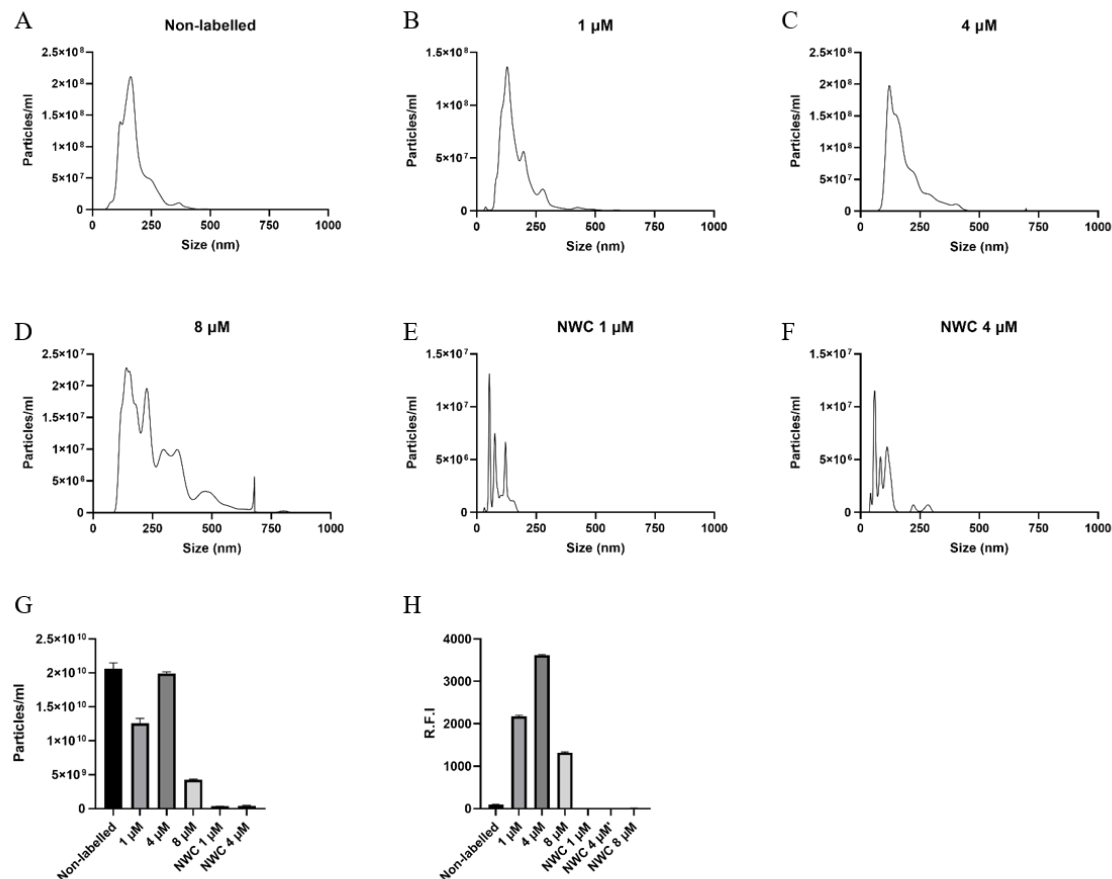 A
Non-labelled
2.5×10⁸
2×10⁸
1.5×10⁸
1×10⁸
5×10⁷
0
Particles/ml
0
250
500
750
1000
Size (nm)
B
1 µM
1.5×10⁸
1×10⁸
5×10⁷
0
Particles/ml
0
250
500
750
1000
Size (nm)
C
4 µM
2.5×10⁸
2×10⁸
1.5×10⁸
1×10⁸
5×10⁷
0
Particles/ml
0
250
500
750
1000
Size (nm)
D
8 µM
2.5×10⁷
2×10⁷
1.5×10⁷
1×10⁷
5×10⁶
0
Particles/ml
0
250
500
750
1000
Size (nm)
E
NWC 1 µM
1.5×10⁷
1×10⁷
5×10⁶
0
Particles/ml
0
250
500
750
1000
Size (nm)
F
NWC 4 µM
1.5×10⁷
1×10⁷
5×10⁶
0
Particles/ml
0
250
500
750
1000
Size (nm)
G
2.5×10¹⁰
2×10¹⁰
1.5×10¹⁰
1×10¹⁰
5×10⁹
0
Particles/ml
Non-labelled
1 µM
4 µM
8 µM
NWC 1 µM
NWC 4 µM
H
4000
3000
2000
1000
0
R.F.I
Non-labelled
1 µM
4 µM
8 µM
NWC 1 µM
NWC 4 µM'
NWC 8 µM